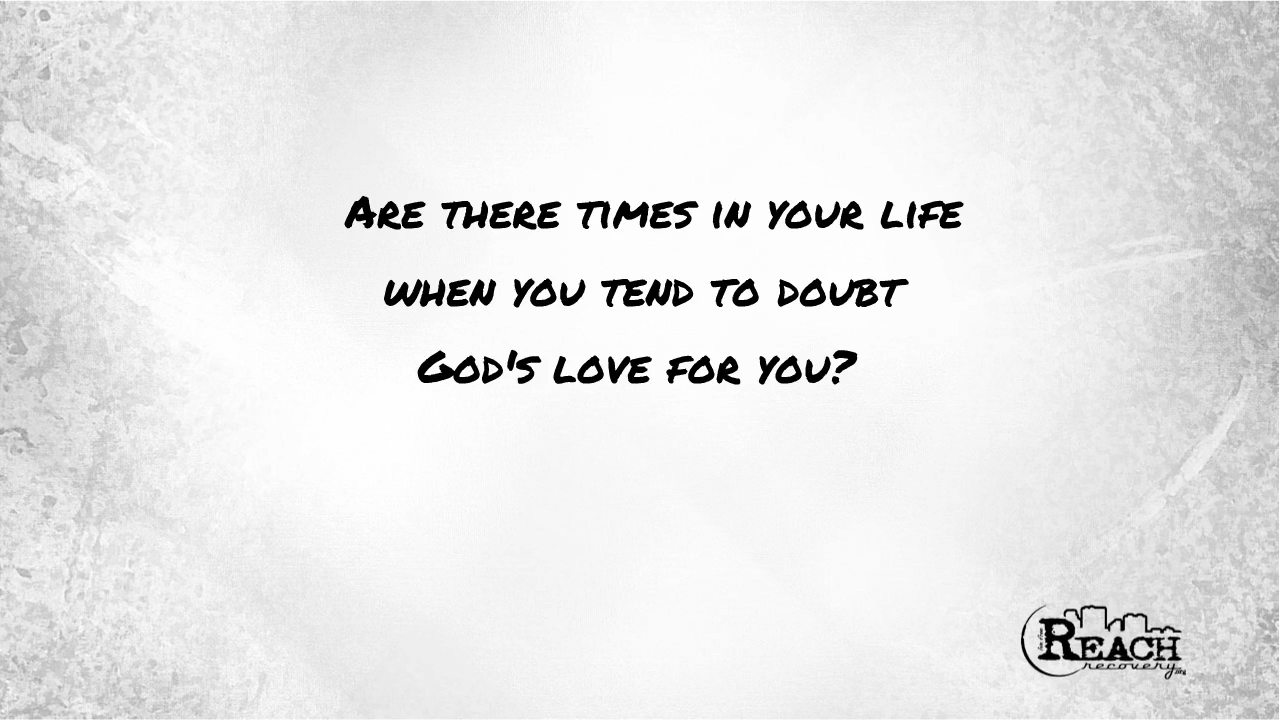 Are there times in your life
when you tend to doubt
God's love for you?
REACH
recovery